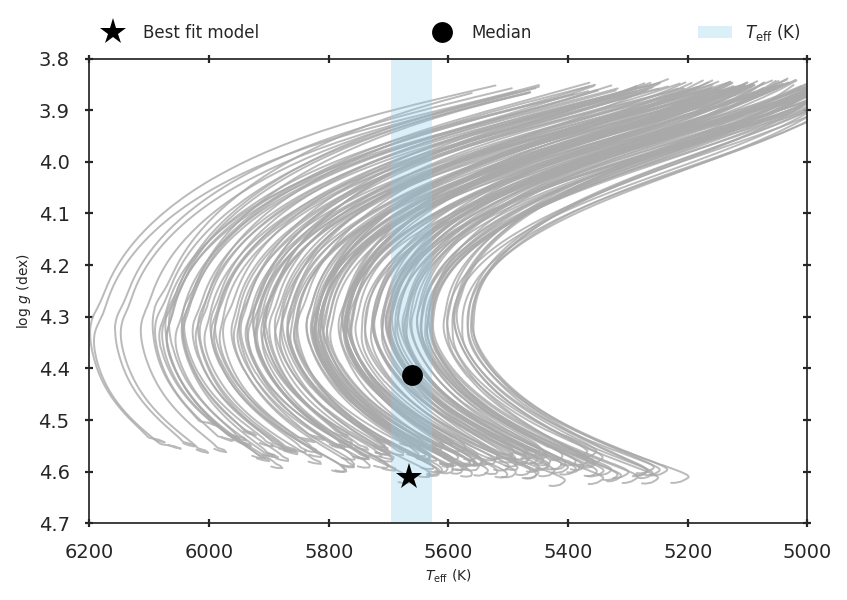 Best fit model Median T_eff (K)
3.8
3.9
4.0
4.1
4.2
4.3
4.4
4.5
4.6
4.7
log g (dex)
6200 6000 5800 5600 5400 5200 5000
T_eff (K)